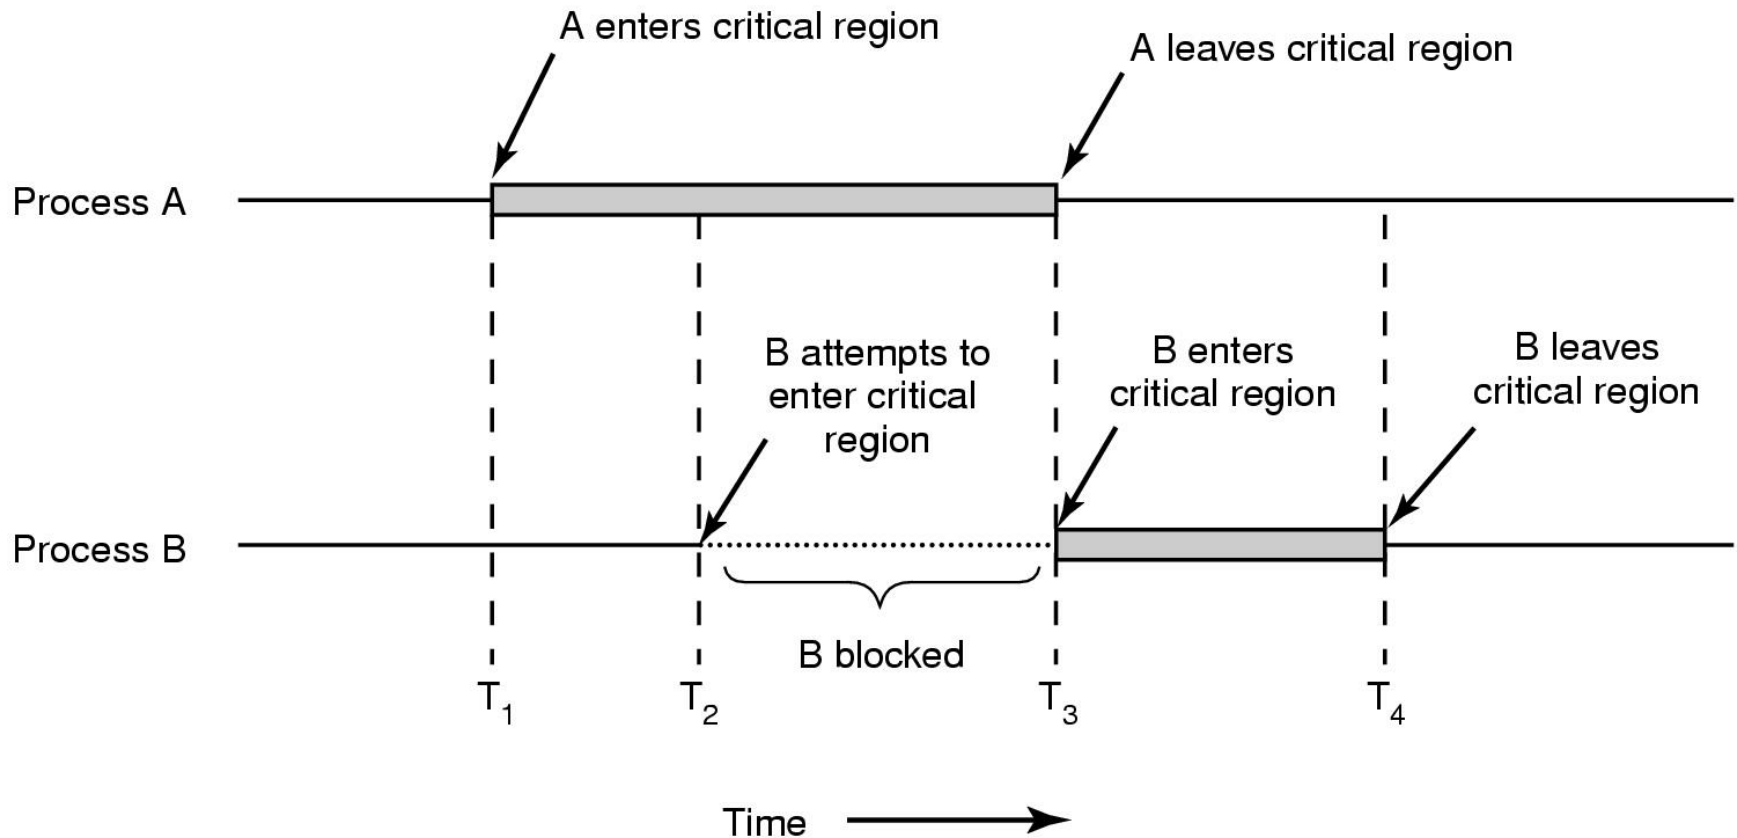 A enters critical region
A leaves critical region
Process A
B attempts to
enter critical
region
B enters
critical region
B leaves
critical region
Process B
B blocked
T1
T2
T3
T4
Time